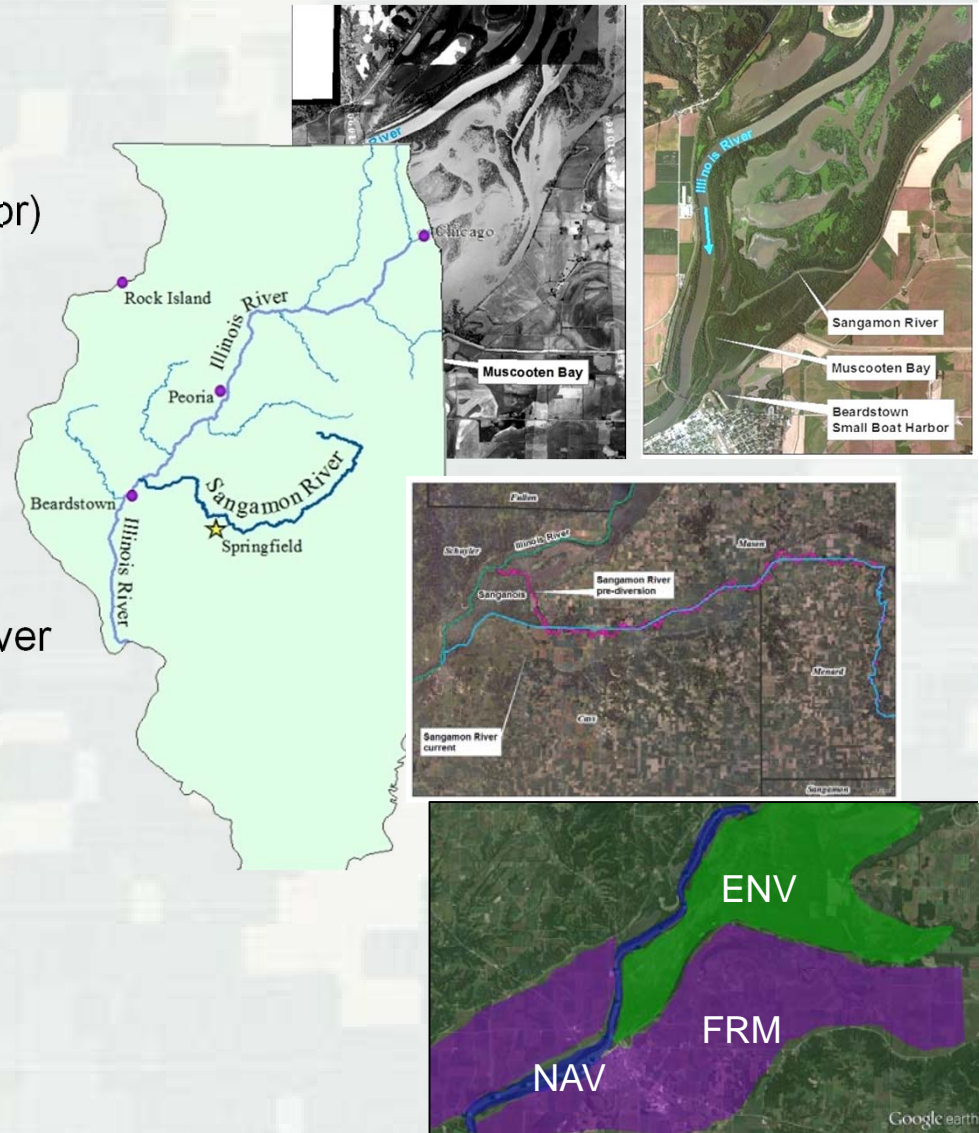 or)
ver
River
Muscooten Bay
Illinois River
Sangamon River
Muscooten Bay
Beardstown
Small Boat Harbor
Chicago
Rock Island
Illinois River
Peoria
Sangamon River
Beardstown
Springfield
Illinois River
Fulton
Schuyler
Illinois River
Mason
Sangamon River
pre-diversion
Sanganois
Menard
Cass
Sangamon River
current
Sangamon
ENV
FRM
NAV
Google earth